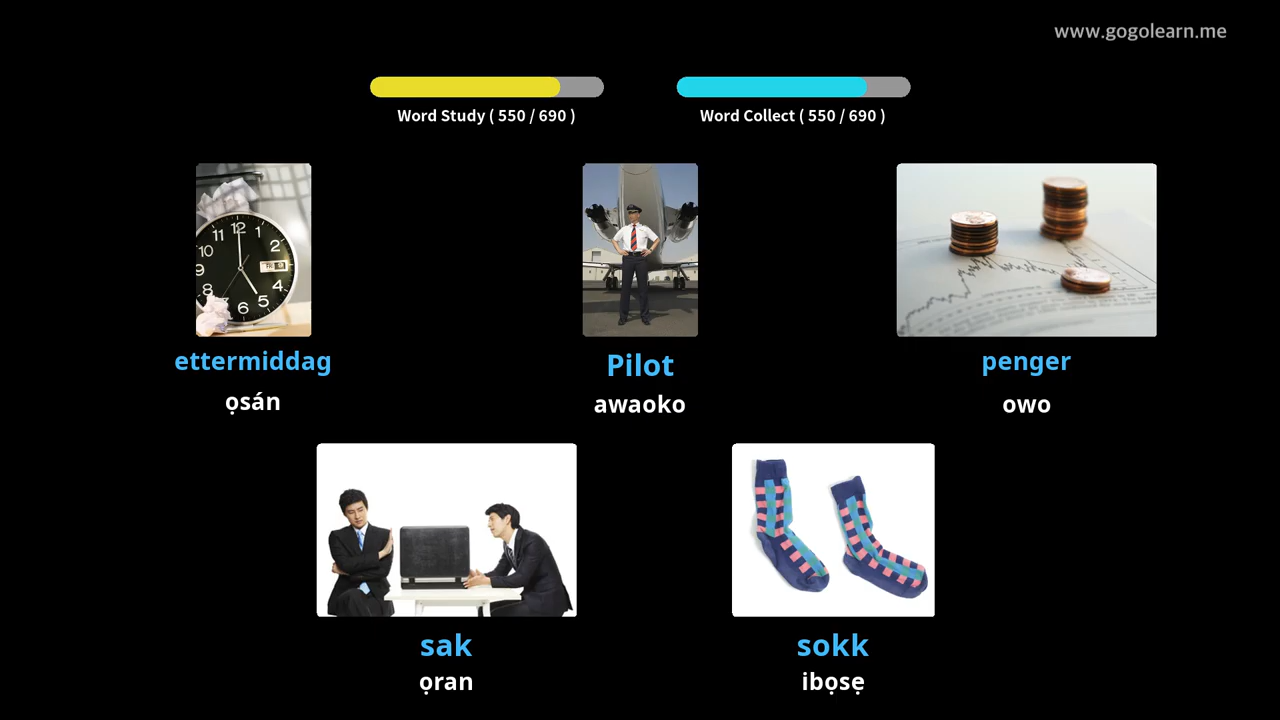 www.gogolearn.me
Word Study ( 550 / 690 )
Word Collect ( 550 / 690 )
ettermiddag
ọsán
Pilot
awaoko
penger
owo
sak
ọran
sokk
ibọsẹ